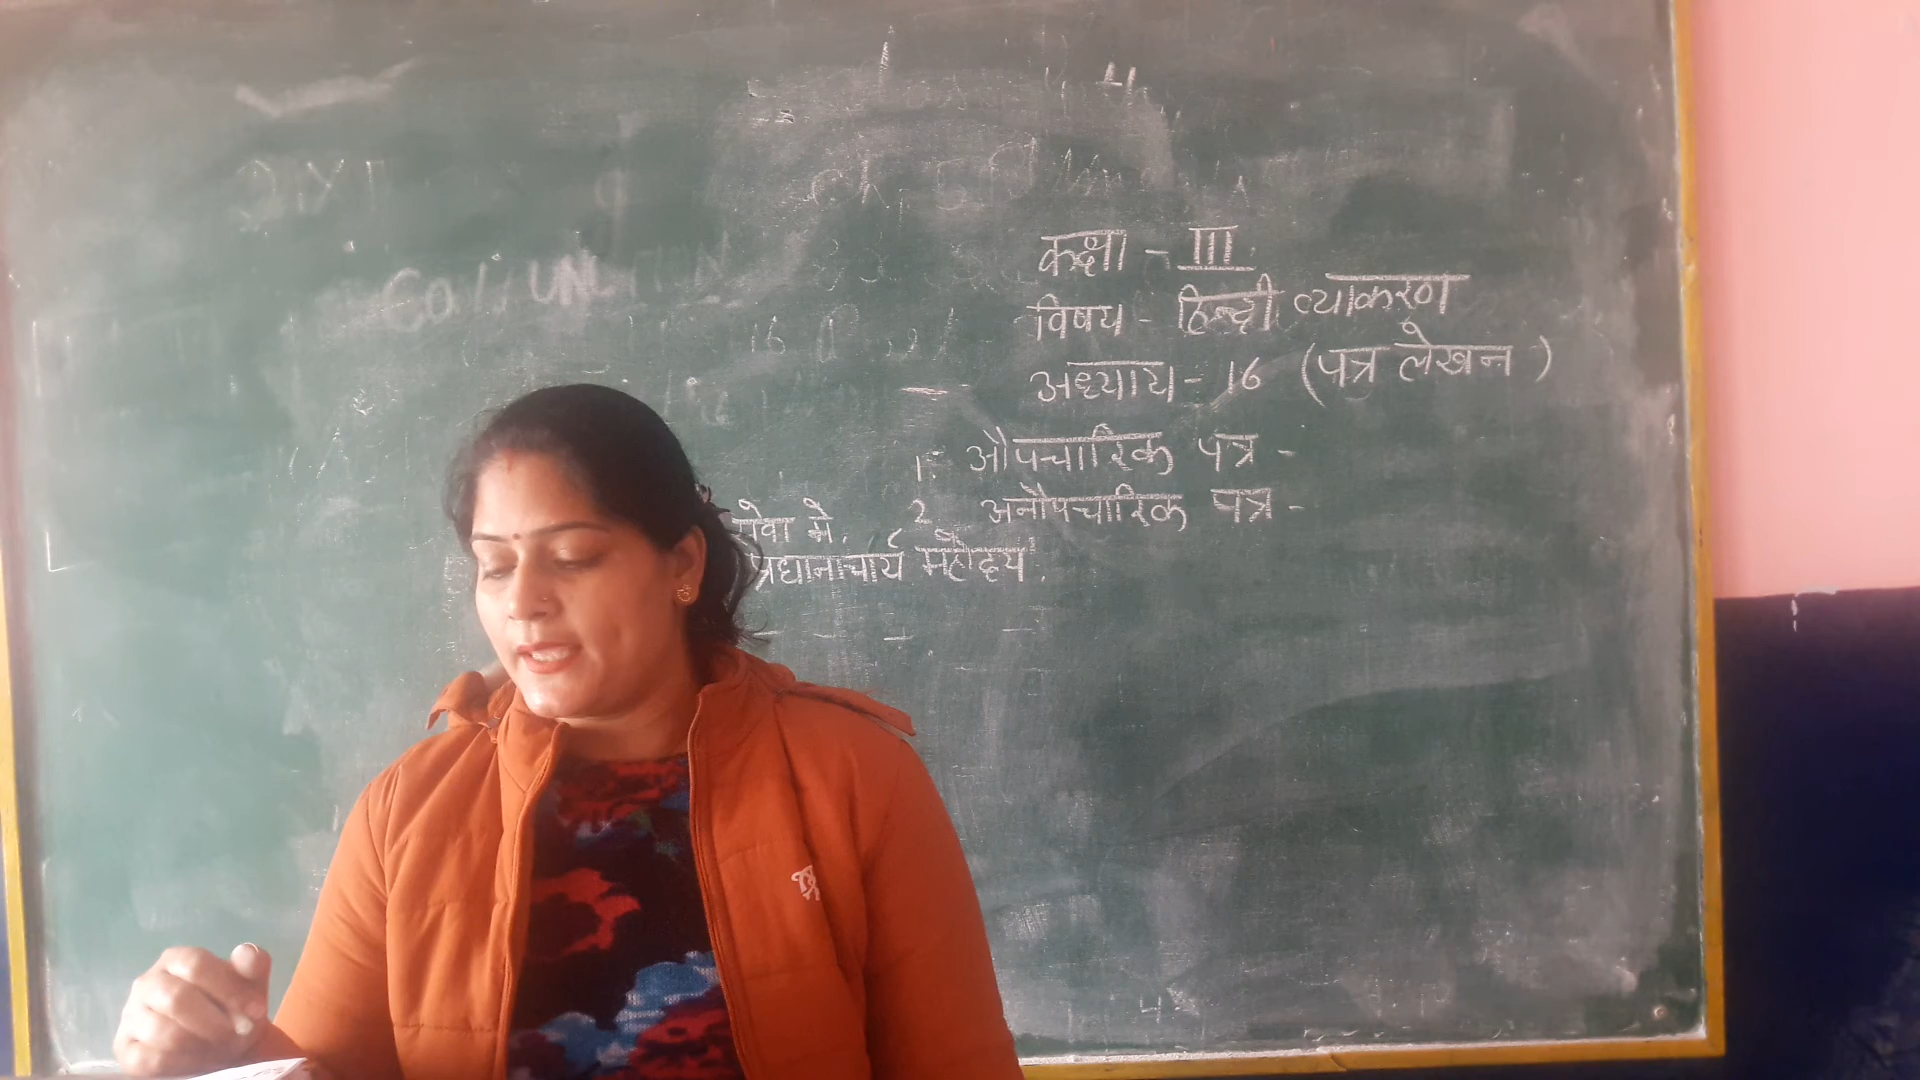 कक्षा - III
विषय - हिन्दी व्याकरण
अध्याय - 16 (पत्र लेखन)
1. औपचारिक पत्र -
2. अनौपचारिक पत्र -
सेवा मे,
प्रधानाचार्य महोदय